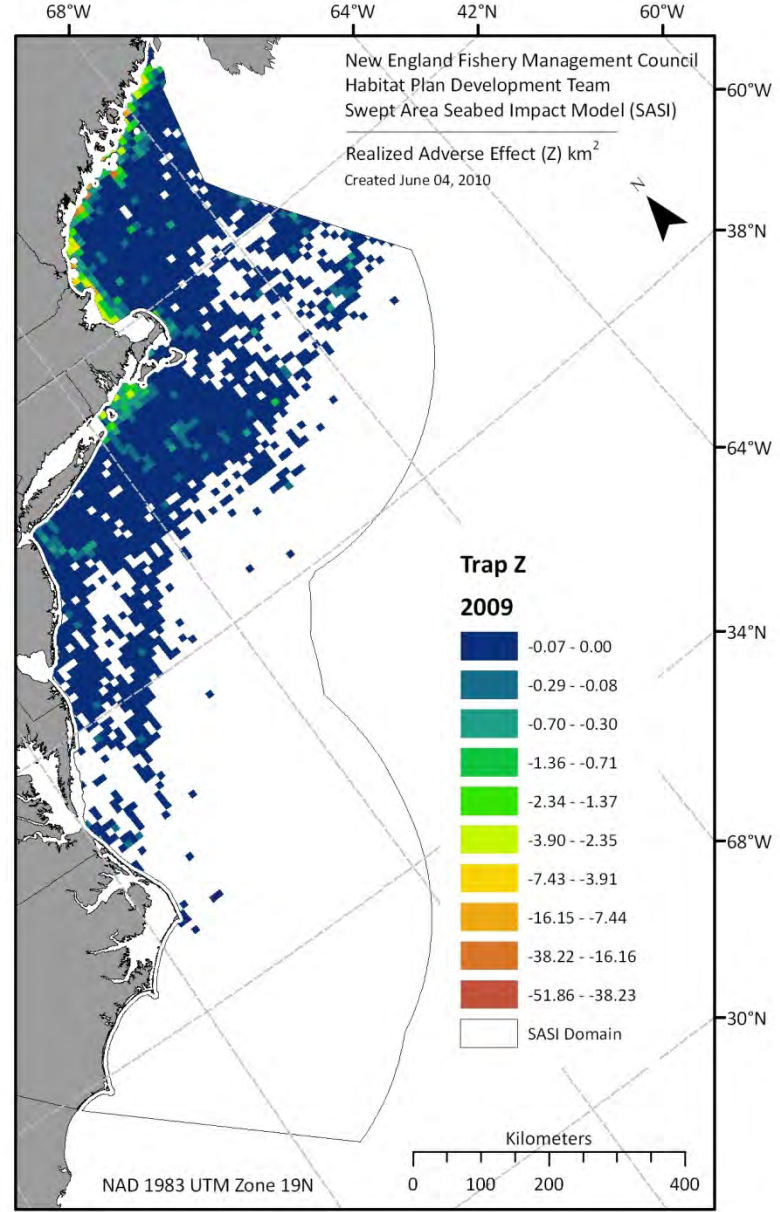 68°W 64°W 42°N 60°W
New England Fishery Management Council
Habitat Plan Development Team
Swept Area Seabed Impact Model (SASI)
Realized Adverse Effect (Z) km²
Created June 04, 2010
N
60°N
38°N
64°W
34°N
68°W
30°N
Trap Z
2009
-0.07 - 0.00
-0.29 - -0.08
-0.70 - -0.30
-1.36 - -0.71
-2.34 - -1.37
-3.90 - -2.35
-7.43 - -3.91
-16.15 - -7.44
-38.22 - -16.16
-51.86 - -38.23
SASI Domain
Kilometers
0 100 200 400
NAD 1983 UTM Zone 19N